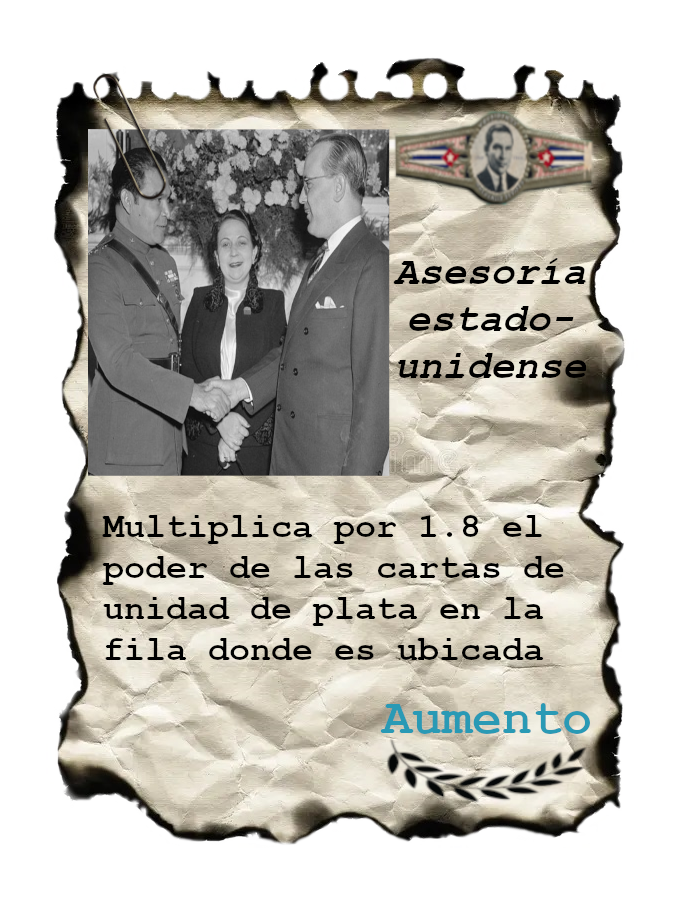 Asesoría
estado-
unidense
Multiplica por 1.8 el
poder de las cartas de
unidad de plata en la
fila donde es ubicada
Aumento